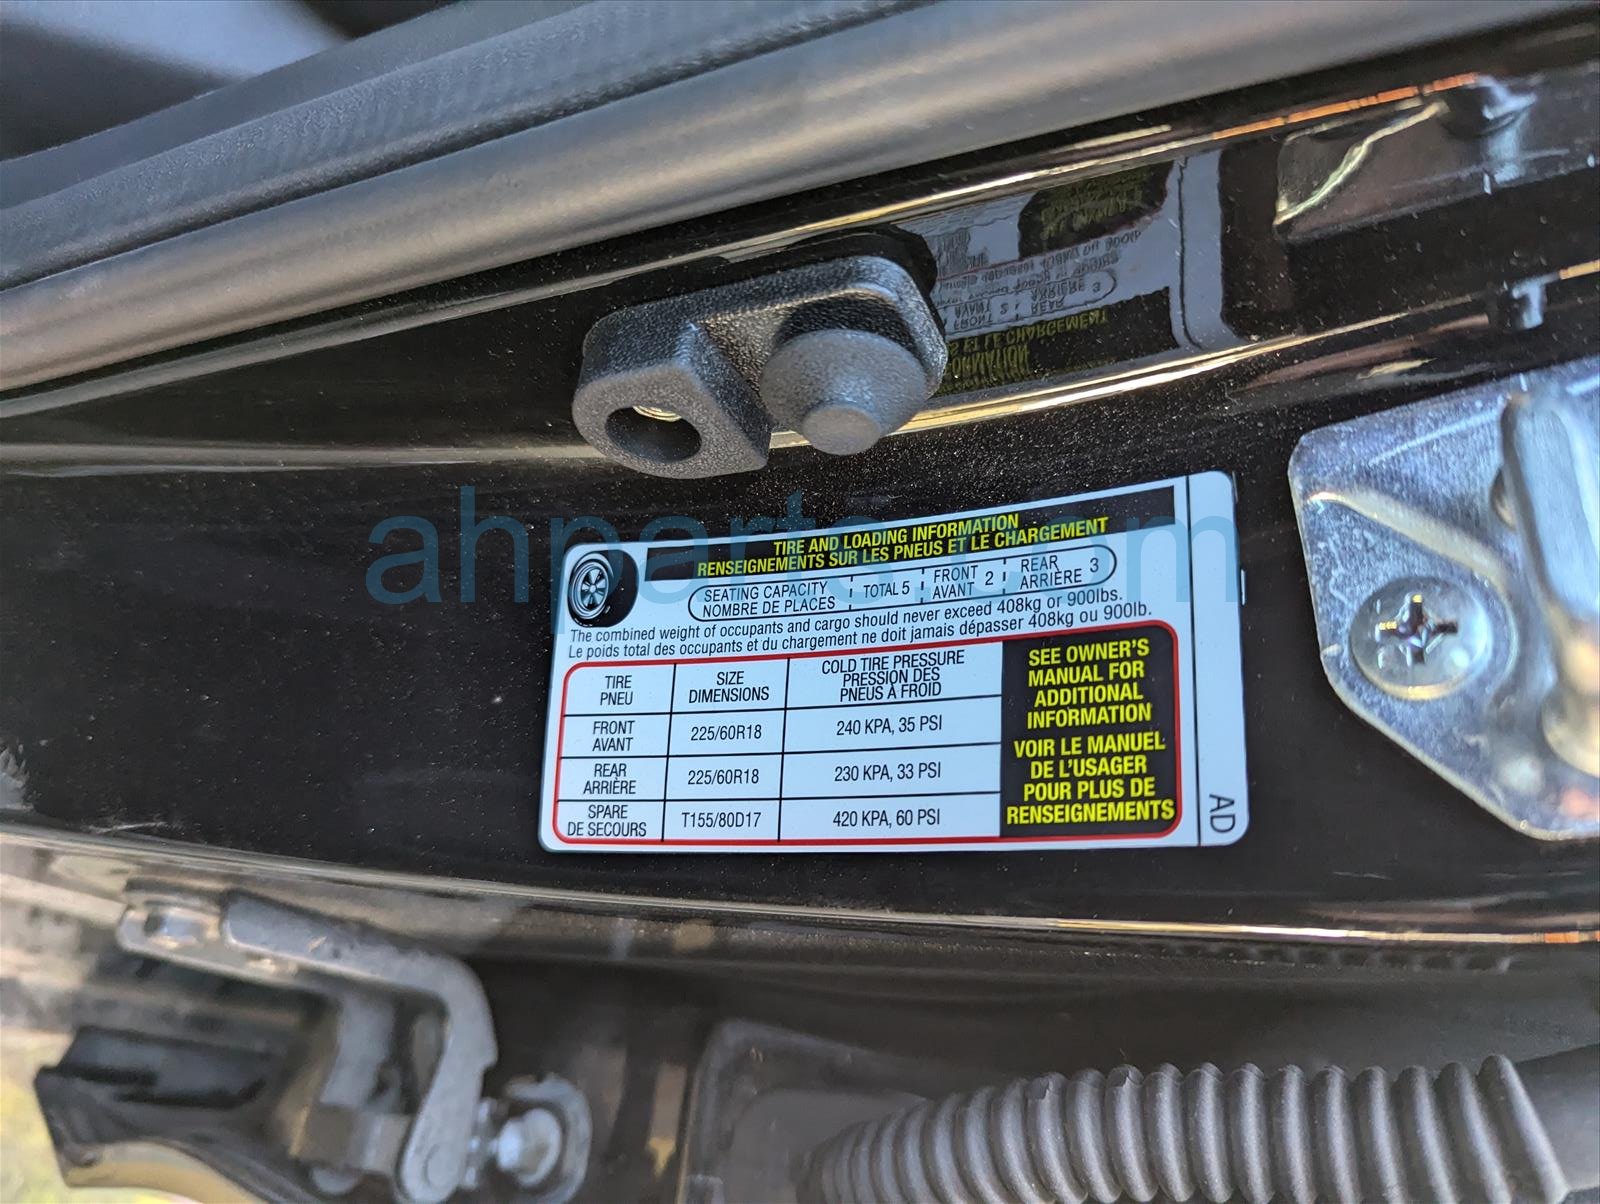 TIRE AND LOADING INFORMATION
RENSEIGNEMENTS SUR LES PNEUS ET LE CHARGEMENT
SEATING CAPACITY
NOMBRE DE PLACES
TOTAL 5
FRONT
AVANT 2
REAR
ARRIÈRE 3
The combined weight of occupants and cargo should never exceed 408kg or 900lbs.
Le poids total des occupants et du chargement ne doit jamais dépasser 408kg ou 900lb.
TIRE
PNEU
SIZE
DIMENSIONS
COLD TIRE PRESSURE
PRESSION DES
PNEUS À FROID
FRONT
AVANT
225/60R18
240 KPA, 35 PSI
REAR
ARRIÈRE
225/60R18
230 KPA, 33 PSI
SPARE
DE SECOURS
T155/80D17
420 KPA, 60 PSI
SEE OWNER'S
MANUAL FOR
ADDITIONAL
INFORMATION
VOIR LE MANUEL
DE L'USAGER
POUR PLUS DE
RENSEIGNEMENTS
AD
ahparts.com